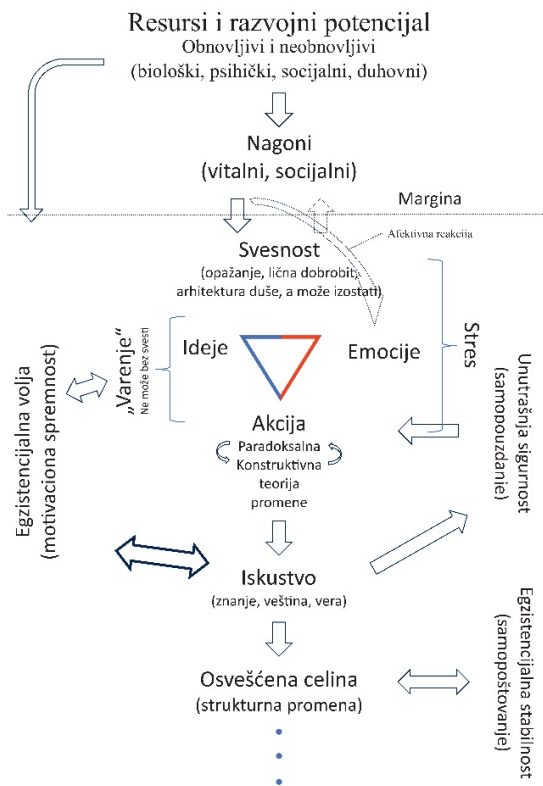 Resursi i razvojni potencijal
Obnovljivi i neobnovljivi
(biološki, psihički, socijalni, duhovni)
Nagoni
(vitalni, socijalni)
Margina
Afektivna reakcija
Svesnost
(opažanje, lična dobrobit,
arhitektura duše, a može izostati)
Stres
„Varenje“
Ne može bez svesti
Ideje
Emocije
Egzistencijalna volja
(motivaciona spremnost)
Unutrašnja sigurnost
(samopouzdanje)
Akcija
Paradoksalna
Konstruktivna
teorija
promene
Iskustvo
(znanje, veština, vera)
Osvešćena celina
(strukturna promena)
Egzistencijalna stabilnost
(samopoštovanje)